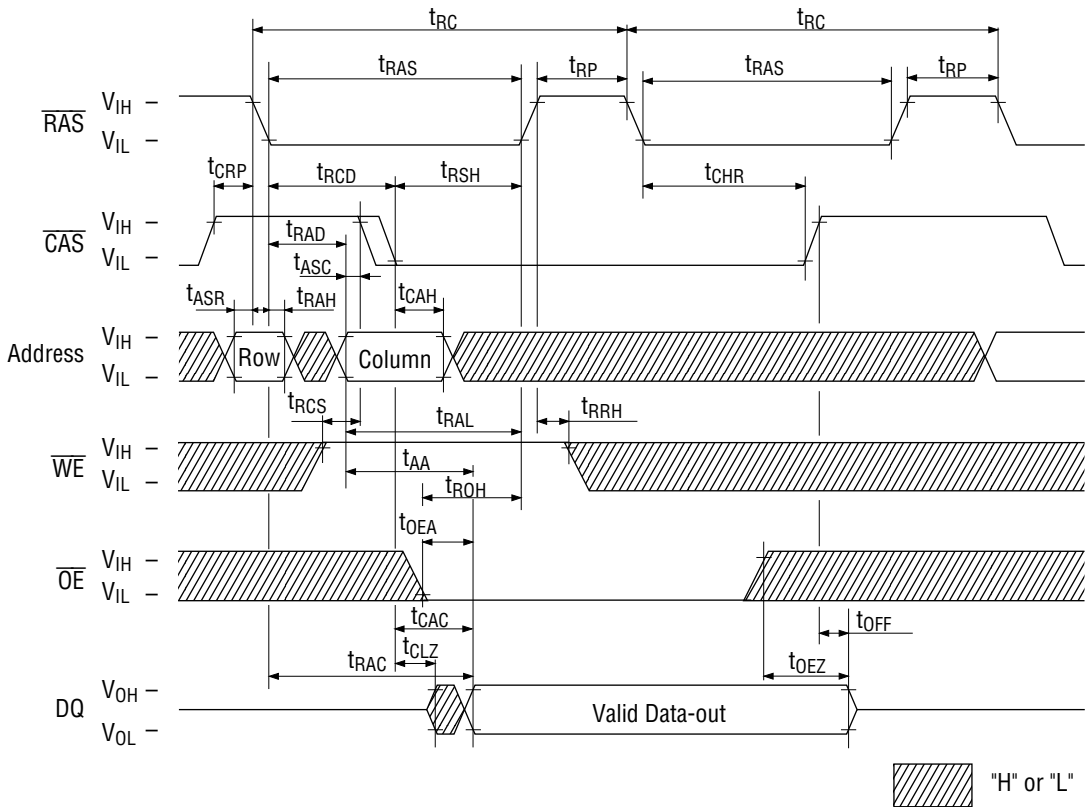 tRC tRC
tRAS tRP tRAS tRP
RAS VIH –
VIL –
tCRP tRCD tRSH tCHR
CAS VIH –
VIL –
tRAD
tASC
tASR tRAH tCAH
Address VIH –
VIL –
Row Column
tRCS tRAL tRRH
WE VIH –
VIL –
tAA
tROH
tOEA
OE VIH –
VIL –
tCAC tOFF
tCLZ
tRAC tOEZ
DQ VOH –
VOL –
Valid Data-out
"H" or "L"